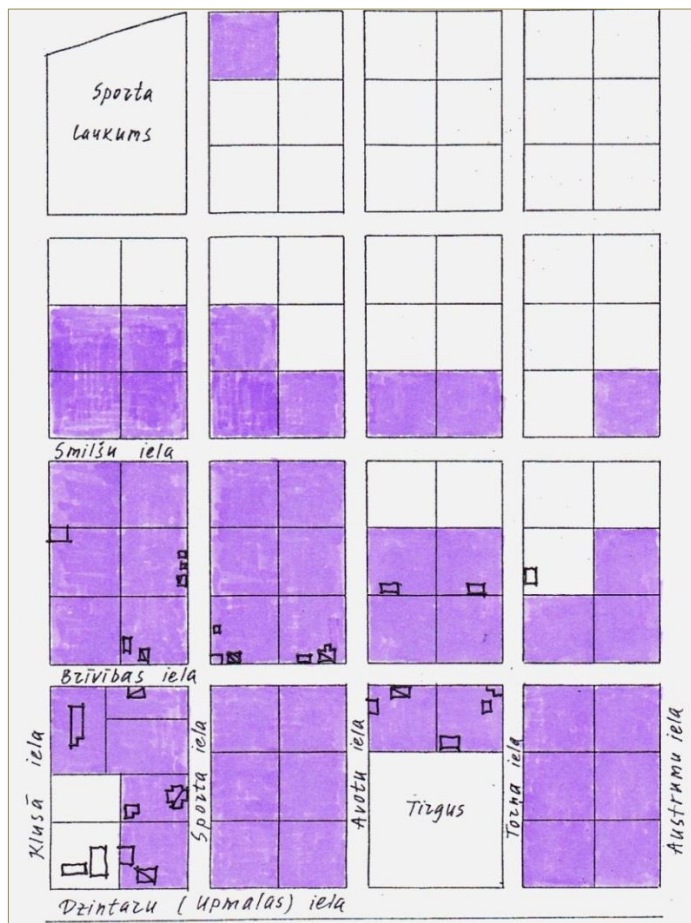 Sporta
laukums
Smilšu iela
Brīvības iela
Klusā iela
Sporta iela
Avotu iela
Tirgus
Torņa iela
Austrumu iela
Dzintaru (Upmalas) iela